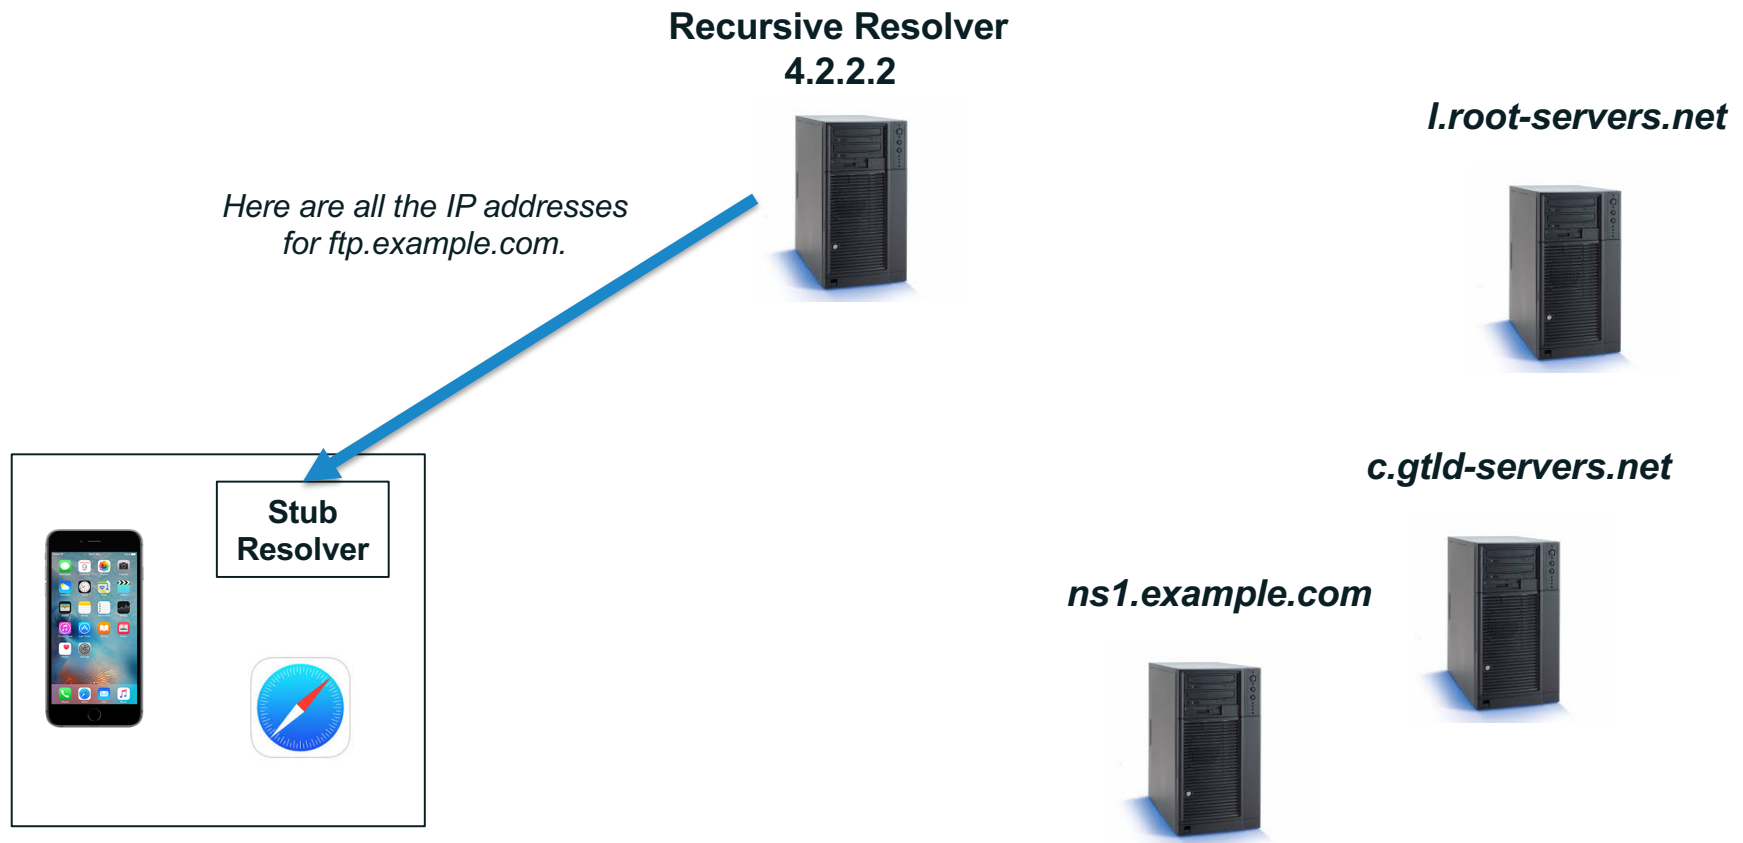 Recursive Resolver
4.2.2.2
l.root-servers.net
Here are all the IP addresses
for ftp.example.com.
c.gtld-servers.net
Stub
Resolver
ns1.example.com